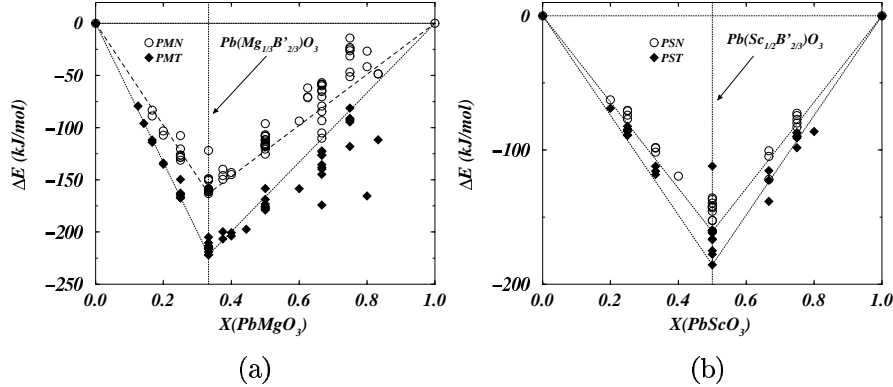 0
-50
-100
-150
-200
-250
ΔE (kJ/mol)
PMN
PMT
Pb(Mg1/3B'2/3)O3
0.0 0.2 0.4 0.6 0.8 1.0
X(PbMgO3)
(a)
0
-100
-200
ΔE (kJ/mol)
PSN
PST
Pb(Sc1/2B'2/3)O3
0.0 0.2 0.4 0.6 0.8 1.0
X(PbScO3)
(b)